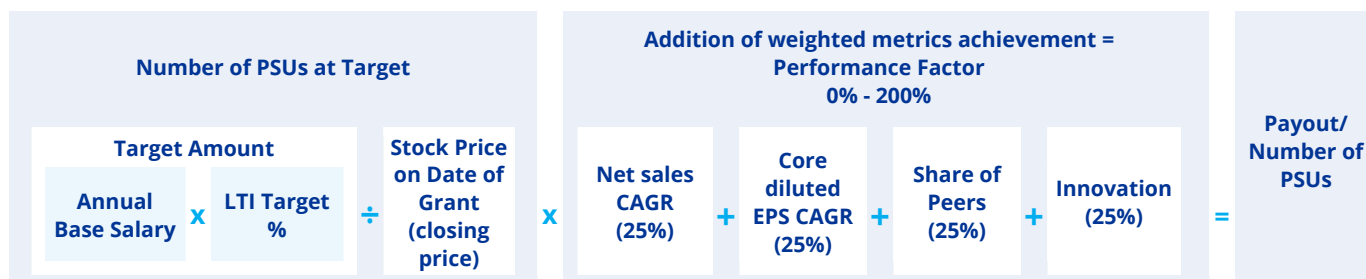 Number of PSUs at Target
Target Amount
Annual
Base Salary
x
LTI Target
%
÷
Stock Price
on Date of
Grant
(closing
price)
x
Addition of weighted metrics achievement =
Performance Factor
0% - 200%
Net sales
CAGR
(25%)
+
Core
diluted
EPS CAGR
(25%)
+
Share of
Peers
(25%)
+
Innovation
(25%)
=
Payout/
Number of
PSUs